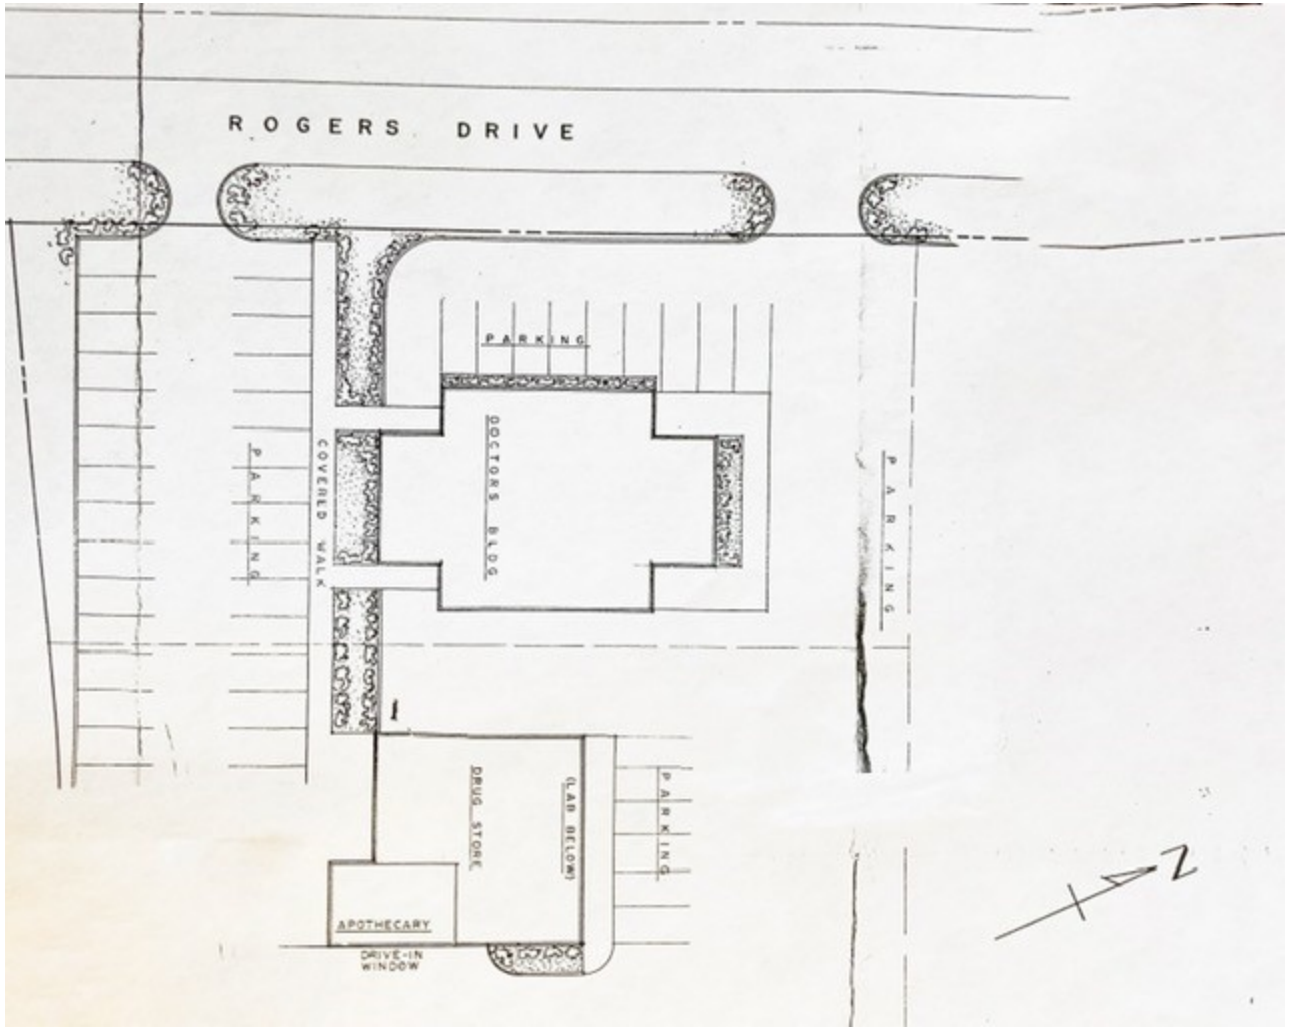 ROGERS DRIVE
PARKING
DOCTORS BLDG
COVERED WALK
PARKING
PARKING
DRUG STORE
(LAB BELOW)
PARKING
APOTHECARY
DRIVE-IN
WINDOW
N